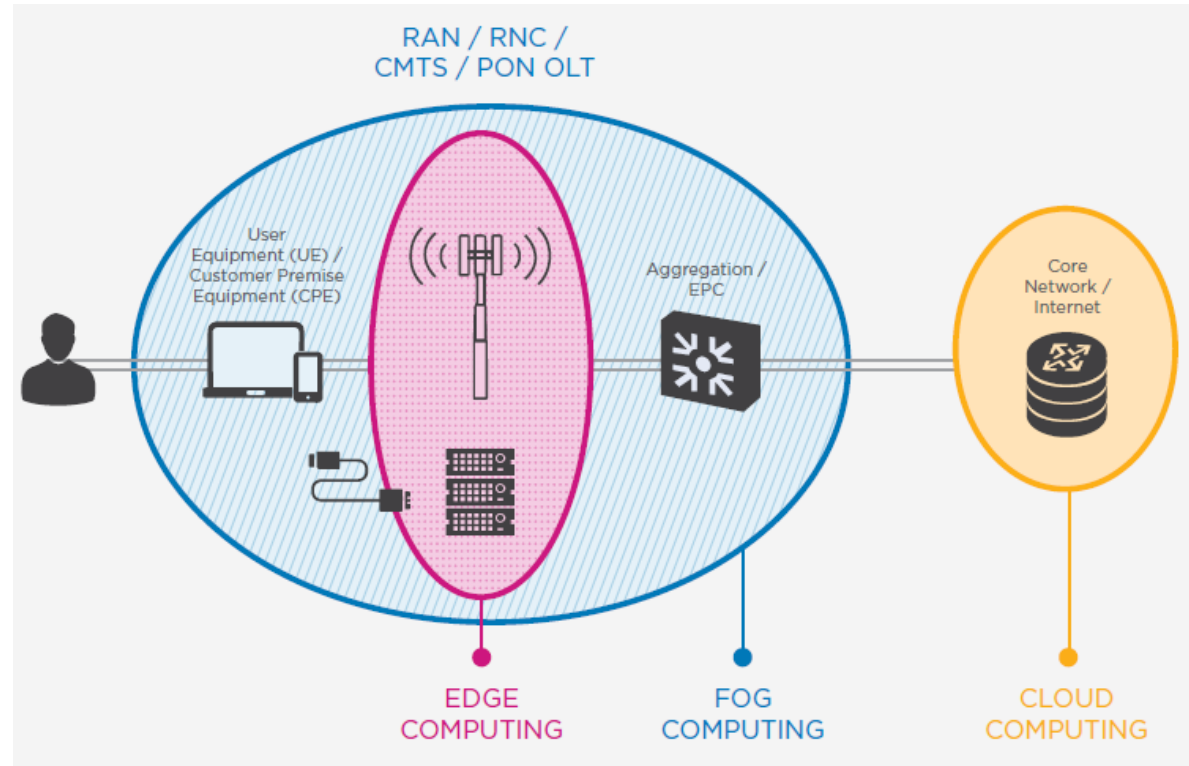 RAN / RNC /
CMTS / PON OLT
User
Equipment (UE) /
Customer Premise
Equipment (CPE)
Aggregation /
EPC
Core
Network /
Internet
EDGE
COMPUTING
FOG
COMPUTING
CLOUD
COMPUTING